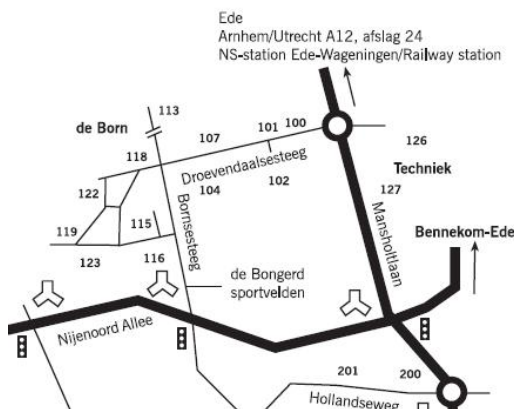 Ede
Arnhem/Utrecht A12, afslag 24
NS-station Ede-Wageningen/Railway station
113
de Born
107
101
100
126
118
Droevendaalsesteeg
Techniek
122
104
102
127
Mansholtlaan
119
115
Bornsesteeg
Bennekom-Ede
123
116
de Bongerd
sportvelden
Nijenoord Allee
201
200
Hollandseweg